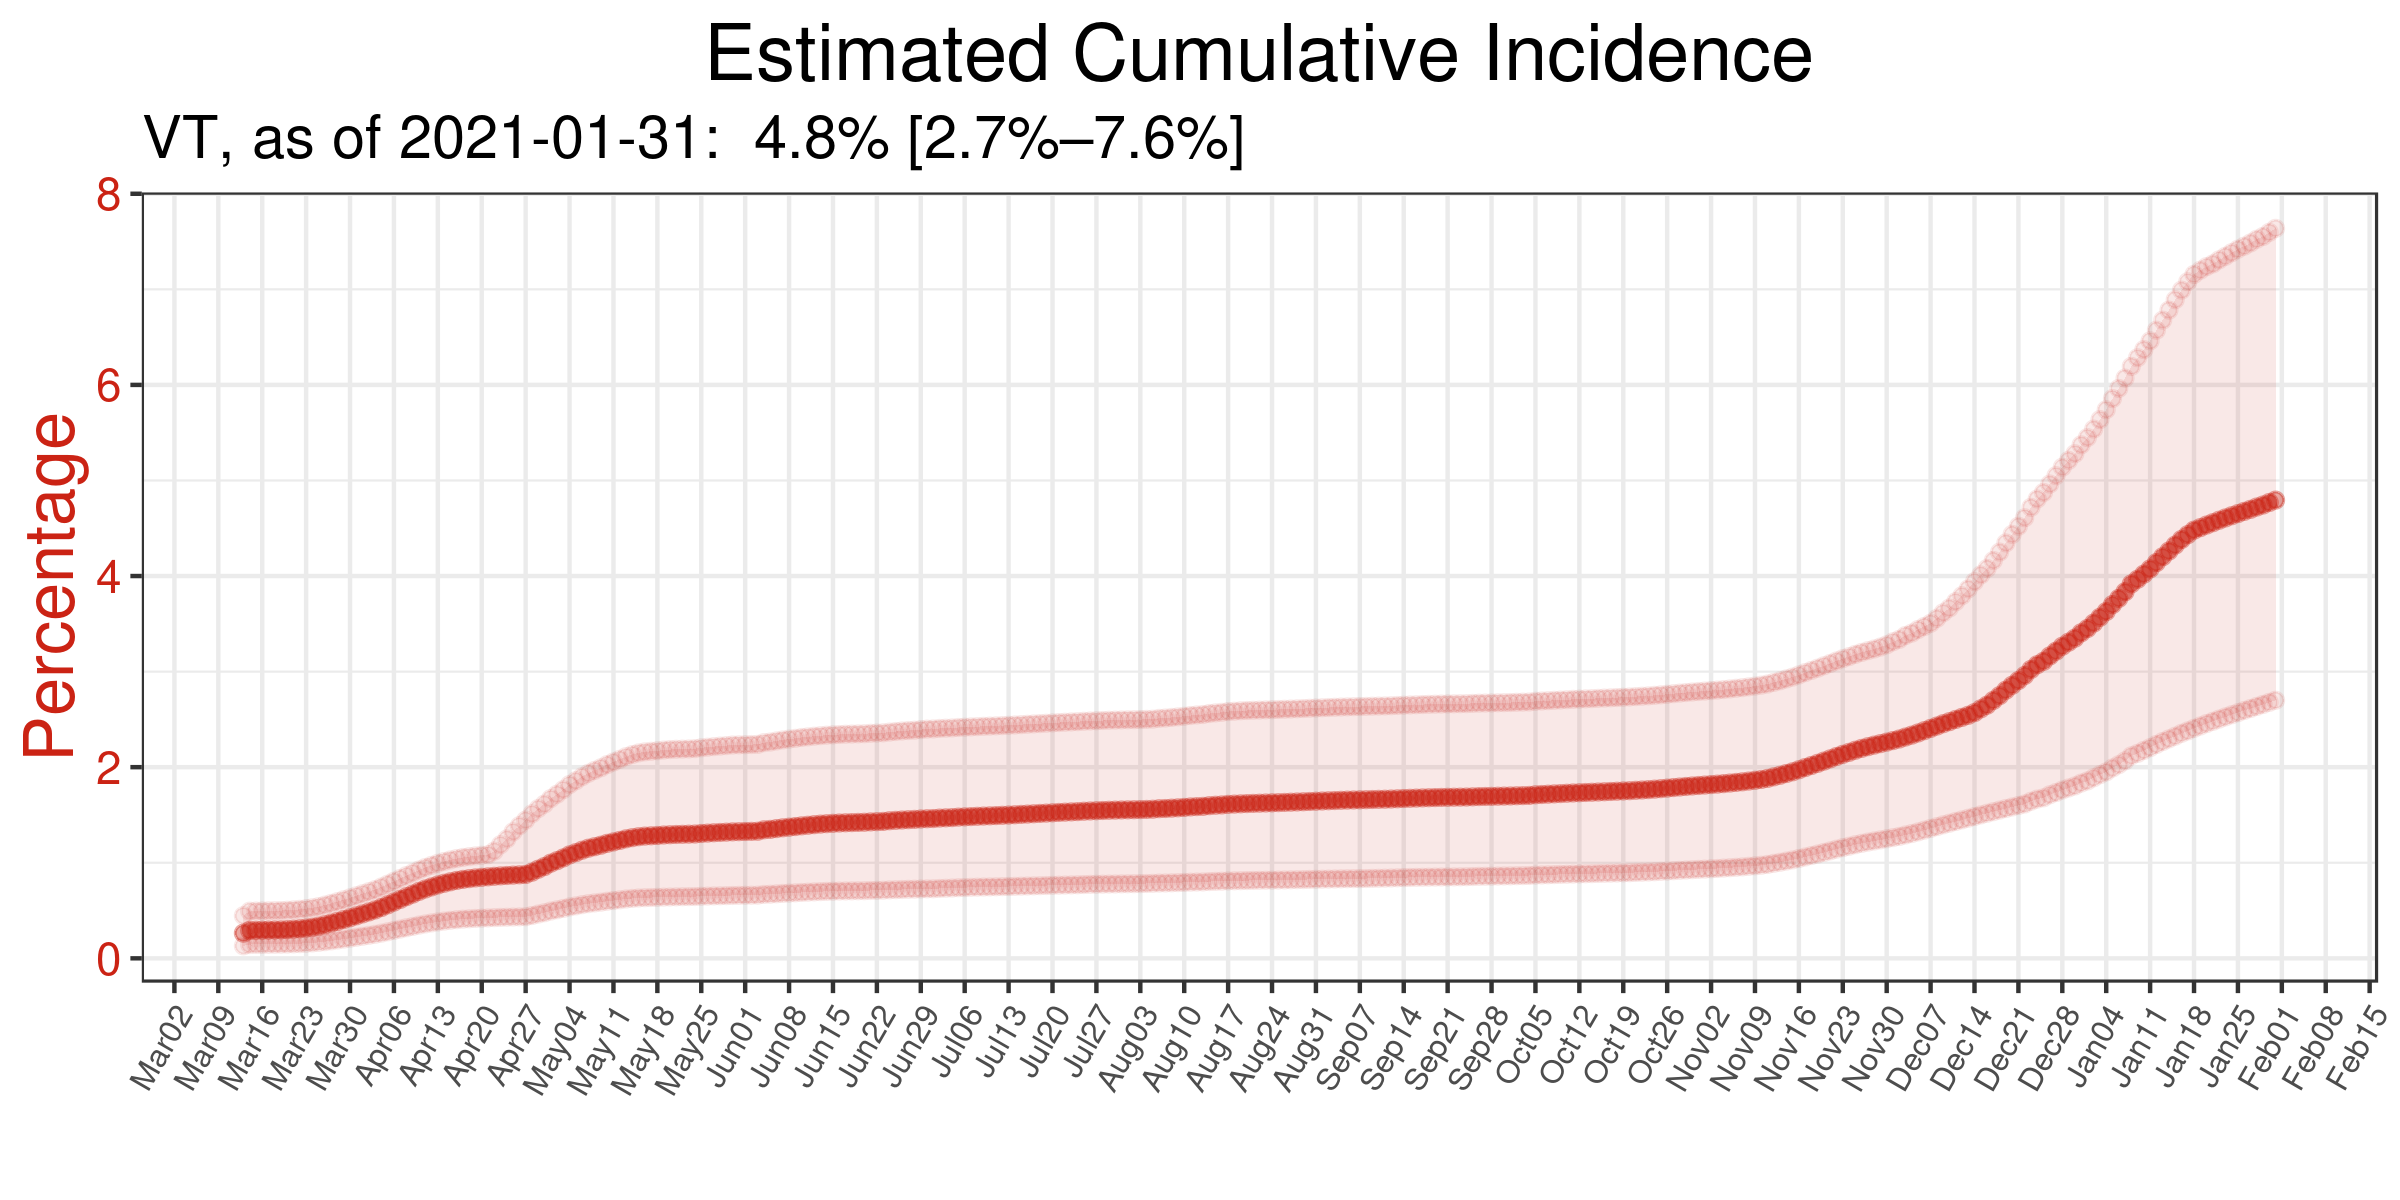 Estimated Cumulative Incidence
VT, as of 2021-01-31:  4.8% [2.7%–7.6%]
Percentage
8
6
4
2
0
Mar02
Mar09
Mar16
Mar23
Mar30
Apr06
Apr13
Apr20
Apr27
May04
May11
May18
May25
Jun01
Jun08
Jun15
Jun22
Jun29
Jul06
Jul13
Jul20
Jul27
Aug03
Aug10
Aug17
Aug24
Aug31
Sep07
Sep14
Sep21
Sep28
Oct05
Oct12
Oct19
Oct26
Nov02
Nov09
Nov16
Nov23
Nov30
Dec07
Dec14
Dec21
Dec28
Jan04
Jan11
Jan18
Jan25
Feb01
Feb08
Feb15